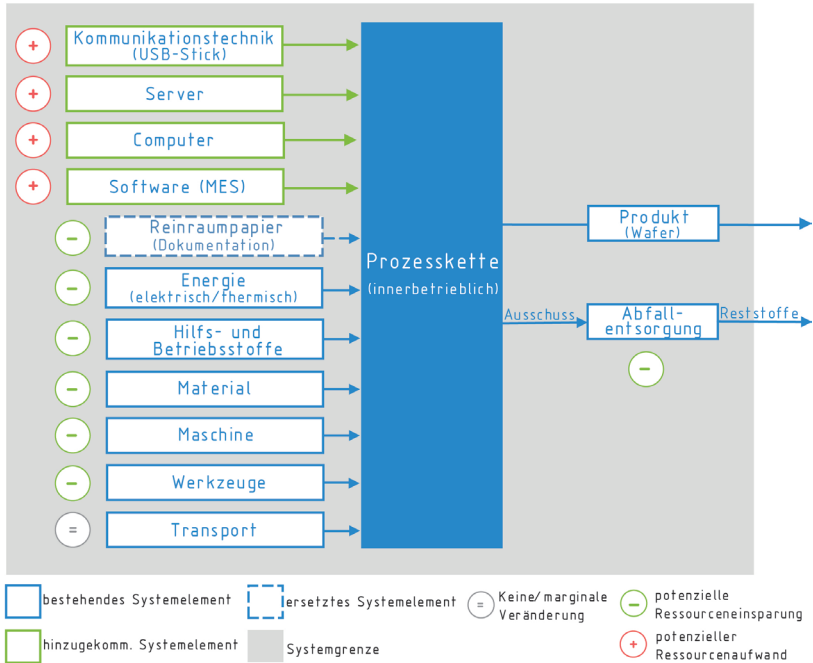 Kommunikationstechnik
(USB-Stick)
Server
Computer
Software (MES)
Reinraumpapier
(Dokumentation)
Energie
(elektrisch/thermisch)
Hilfs- und
Betriebsstoffe
Material
Maschine
Werkzeuge
Transport
Prozesskette
(innerbetrieblich)
Produkt
(Wafer)
Ausschuss
Abfall-
entsorgung
Reststoffe
bestehendes Systemelement
ersetztes Systemelement
Keine/marginale
Veränderung
potenzielle
Ressourceneinsparung
hinzugekomm. Systemelement
Systemgrenze
potenzieller
Ressourcenaufwand